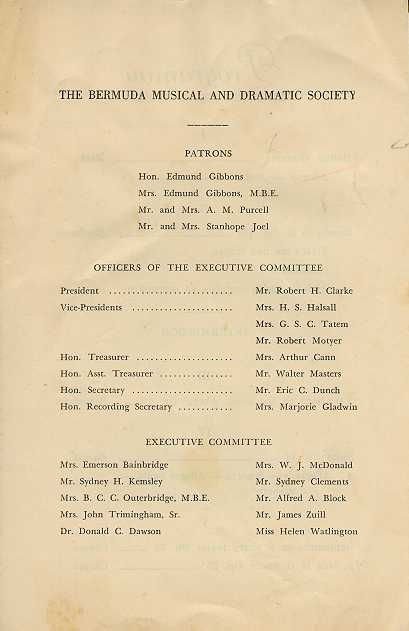 THE BERMUDA MUSICAL AND DRAMATIC SOCIETY
PATRONS
Hon. Edmund Gibbons
Mrs. Edmund Gibbons, M.B.E.
Mr. and Mrs. A. M. Purcell
Mr. and Mrs. Stanhope Joel
OFFICERS OF THE EXECUTIVE COMMITTEE
President .......................... Mr. Robert H. Clarke
Vice-Presidents ..................... Mrs. H. S. Halsall
Mrs. G. S. C. Tatem
Mr. Robert Motyer
Hon. Treasurer .................... Mrs. Arthur Cann
Hon. Asst. Treasurer ............... Mr. Walter Masters
Hon. Secretary ..................... Mr. Eric C. Dunch
Hon. Recording Secretary ........... Mrs. Marjorie Gladwin
EXECUTIVE COMMITTEE
Mrs. Emerson Bainbridge Mrs. W. J. McDonald
Mr. Sydney H. Kemsley Mr. Sydney Clements
Mrs. B. C. C. Outerbridge, M.B.E. Mr. Alfred A. Block
Mrs. John Trimingham, Sr. Mr. James Zuill
Dr. Donald C. Dawson Miss Helen Watlington